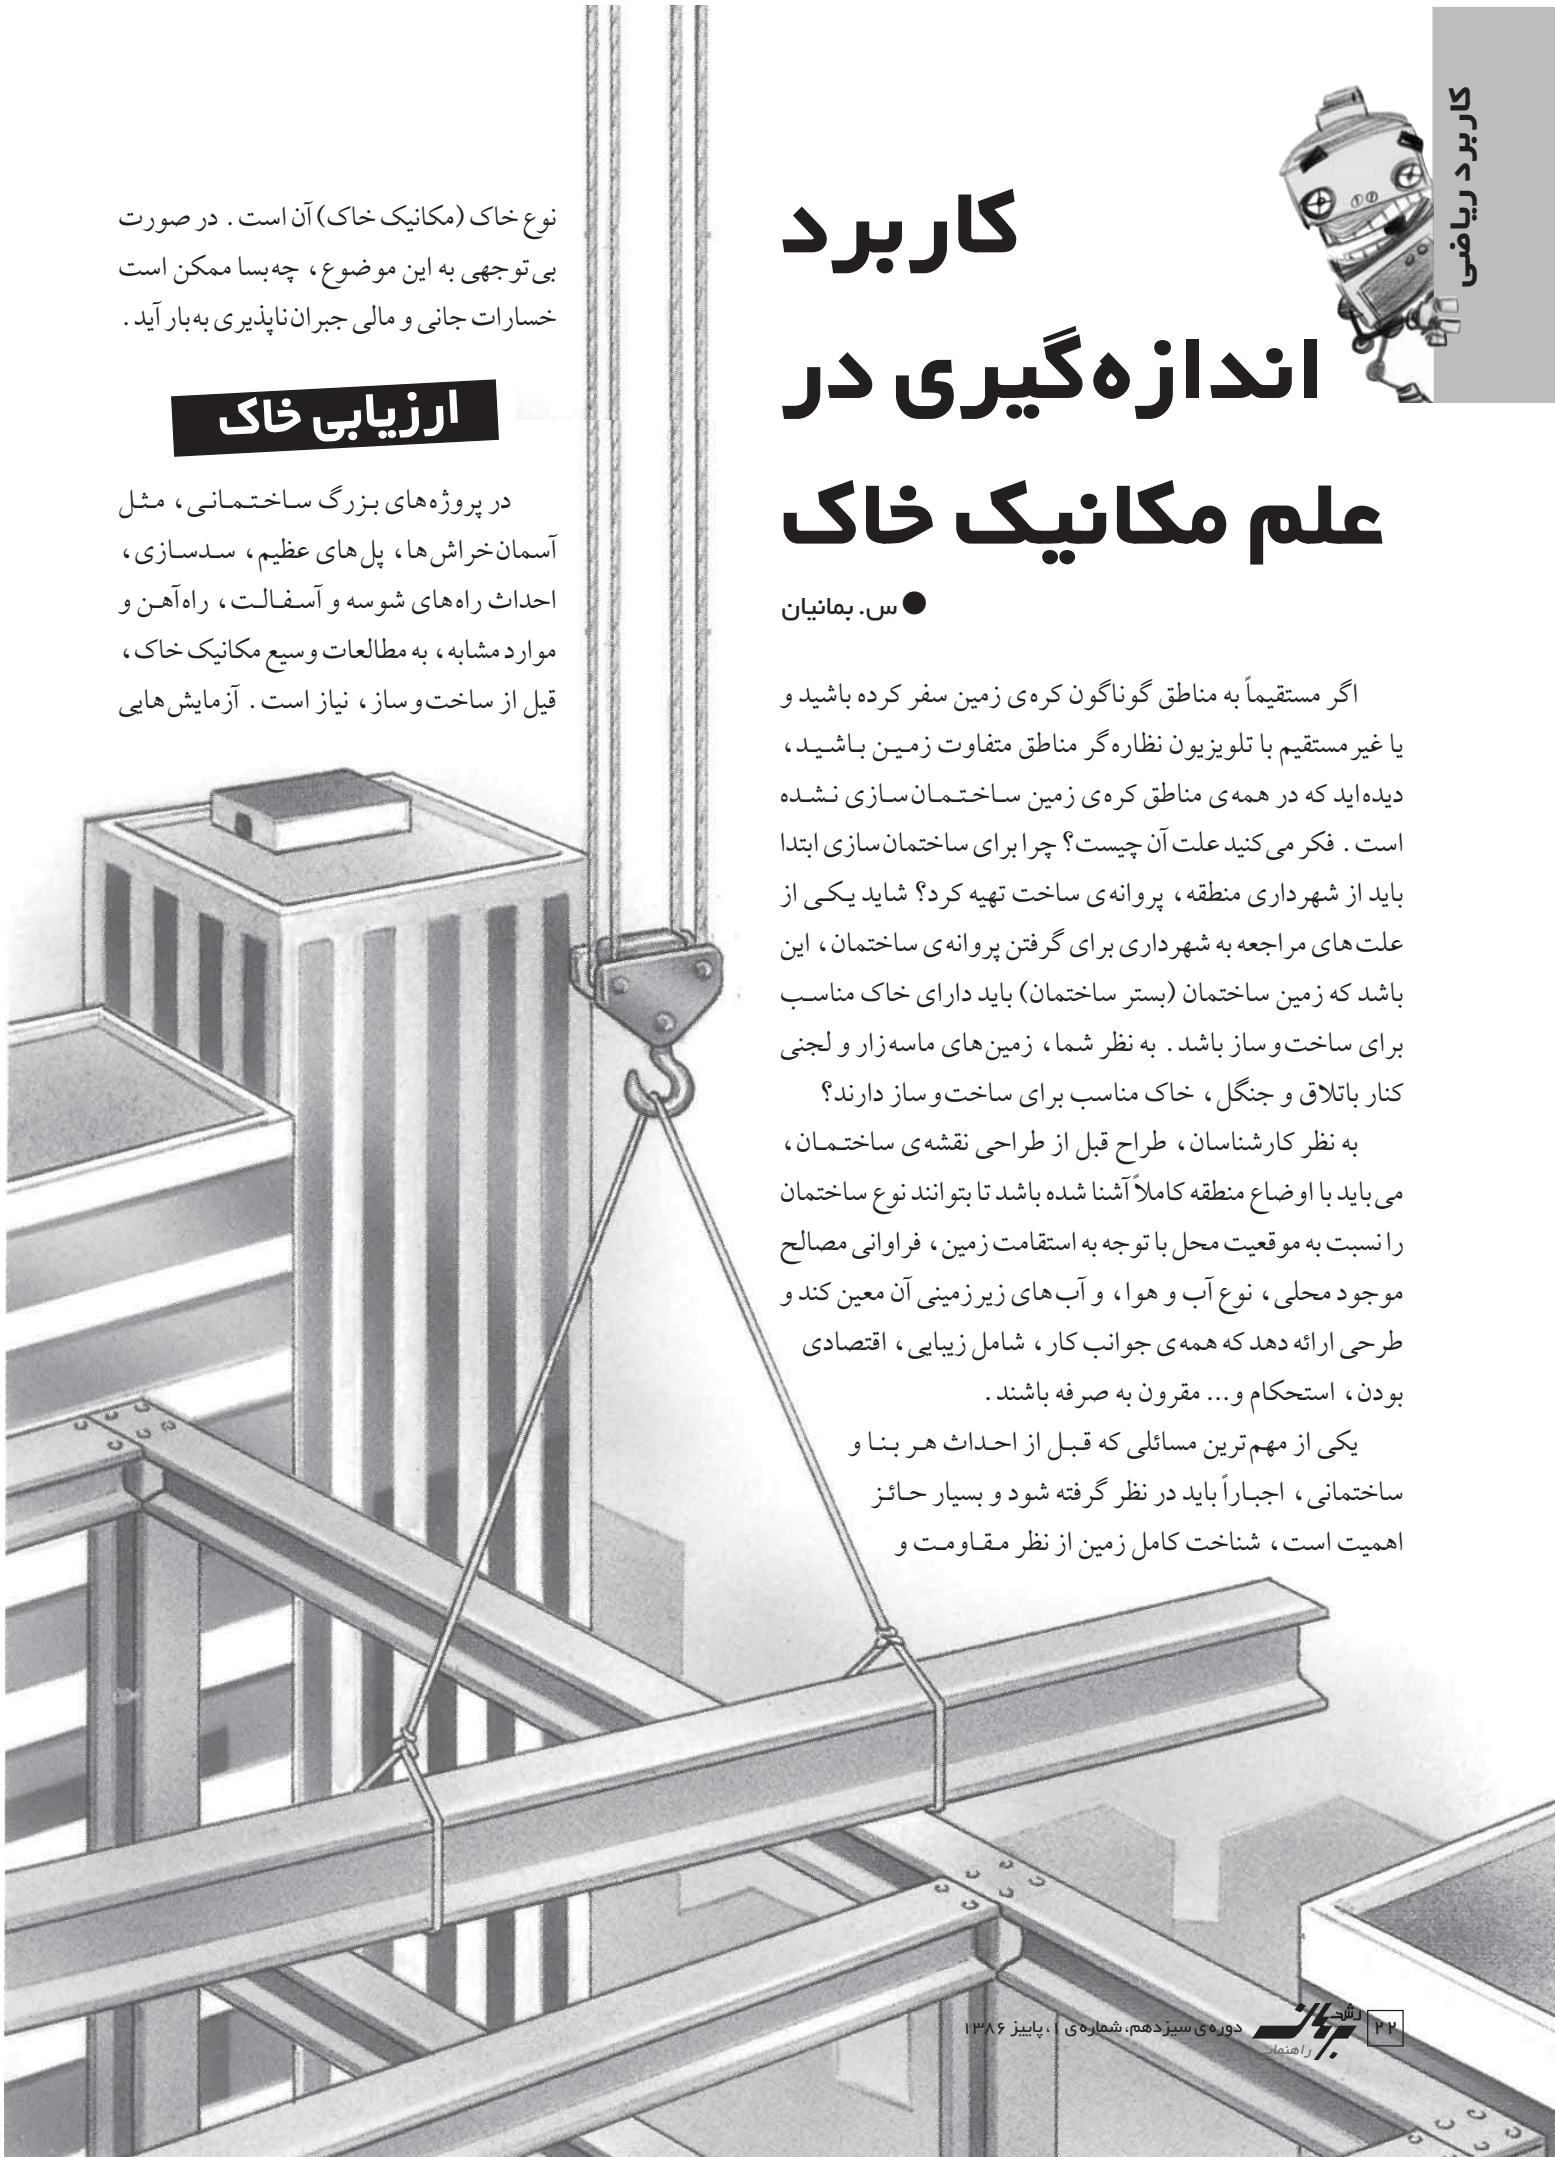 کاربرد ریاضی
کاربرد
اندازه‌گیری در
علم مکانیک خاک
● س. بمانیان
اگر مستقیماً به مناطق گوناگون کره‌ی زمین سفر کرده باشید و
یا غیرمستقیم با تلویزیون نظاره‌گر مناطق متفاوت زمین باشید،
دیده‌اید که در همه‌ی مناطق کره‌ی زمین ساختمان‌سازی نشده
است. فکر می‌کنید علت آن چیست؟ چرا برای ساختمان‌سازی ابتدا
باید از شهرداری منطقه، پروانه‌ی ساخت تهیه کرد؟ شاید یکی از
علت‌های مراجعه به شهرداری برای گرفتن پروانه‌ی ساختمان، این
باشد که زمین ساختمان (بستر ساختمان) باید دارای خاک مناسب
برای ساخت‌وساز باشد. به نظر شما، زمین‌های ماسه‌زار و لجنی
کنار باتلاق و جنگل، خاک مناسب برای ساخت‌وساز دارند؟
به نظر کارشناسان، طراح قبل از طراحی نقشه‌ی ساختمان،
می‌باید با اوضاع منطقه کاملاً آشنا شده باشد تا بتوانند نوع ساختمان
را نسبت به موقعیت محل با توجه به استقامت زمین، فراوانی مصالح
موجود محلی، نوع آب و هوا، و آب‌های زیرزمینی آن معین کند و
طرحی ارائه دهد که همه‌ی جوانب کار، شامل زیبایی، اقتصادی
بودن، استحکام و... مقرون به صرفه باشند.
یکی از مهم‌ترین مسائلی که قبل از احداث هر بنا و
ساختمانی، اجباراً باید در نظر گرفته شود و بسیار حائز
اهمیت است، شناخت کامل زمین از نظر مقاومت و
نوع خاک (مکانیک خاک) آن است. در صورت
بی‌توجهی به این موضوع، چه‌بسا ممکن است
خسارات جانی و مالی جبران‌ناپذیری به‌بار آید.
ارزیابی خاک
در پروژه‌های بزرگ ساختمانی، مثل
آسمان‌خراش‌ها، پل‌های عظیم، سدسازی،
احداث راه‌های شوسه و آسفالت، راه‌آهن و
موارد مشابه، به مطالعات وسیع مکانیک خاک،
قبل از ساخت‌وساز، نیاز است. آزمایش‌هایی
۲۲
رشد
برهان
راهنمایی
دوره‌ی سیزدهم، شماره‌ی ۱، پاییز ۱۳۸۶